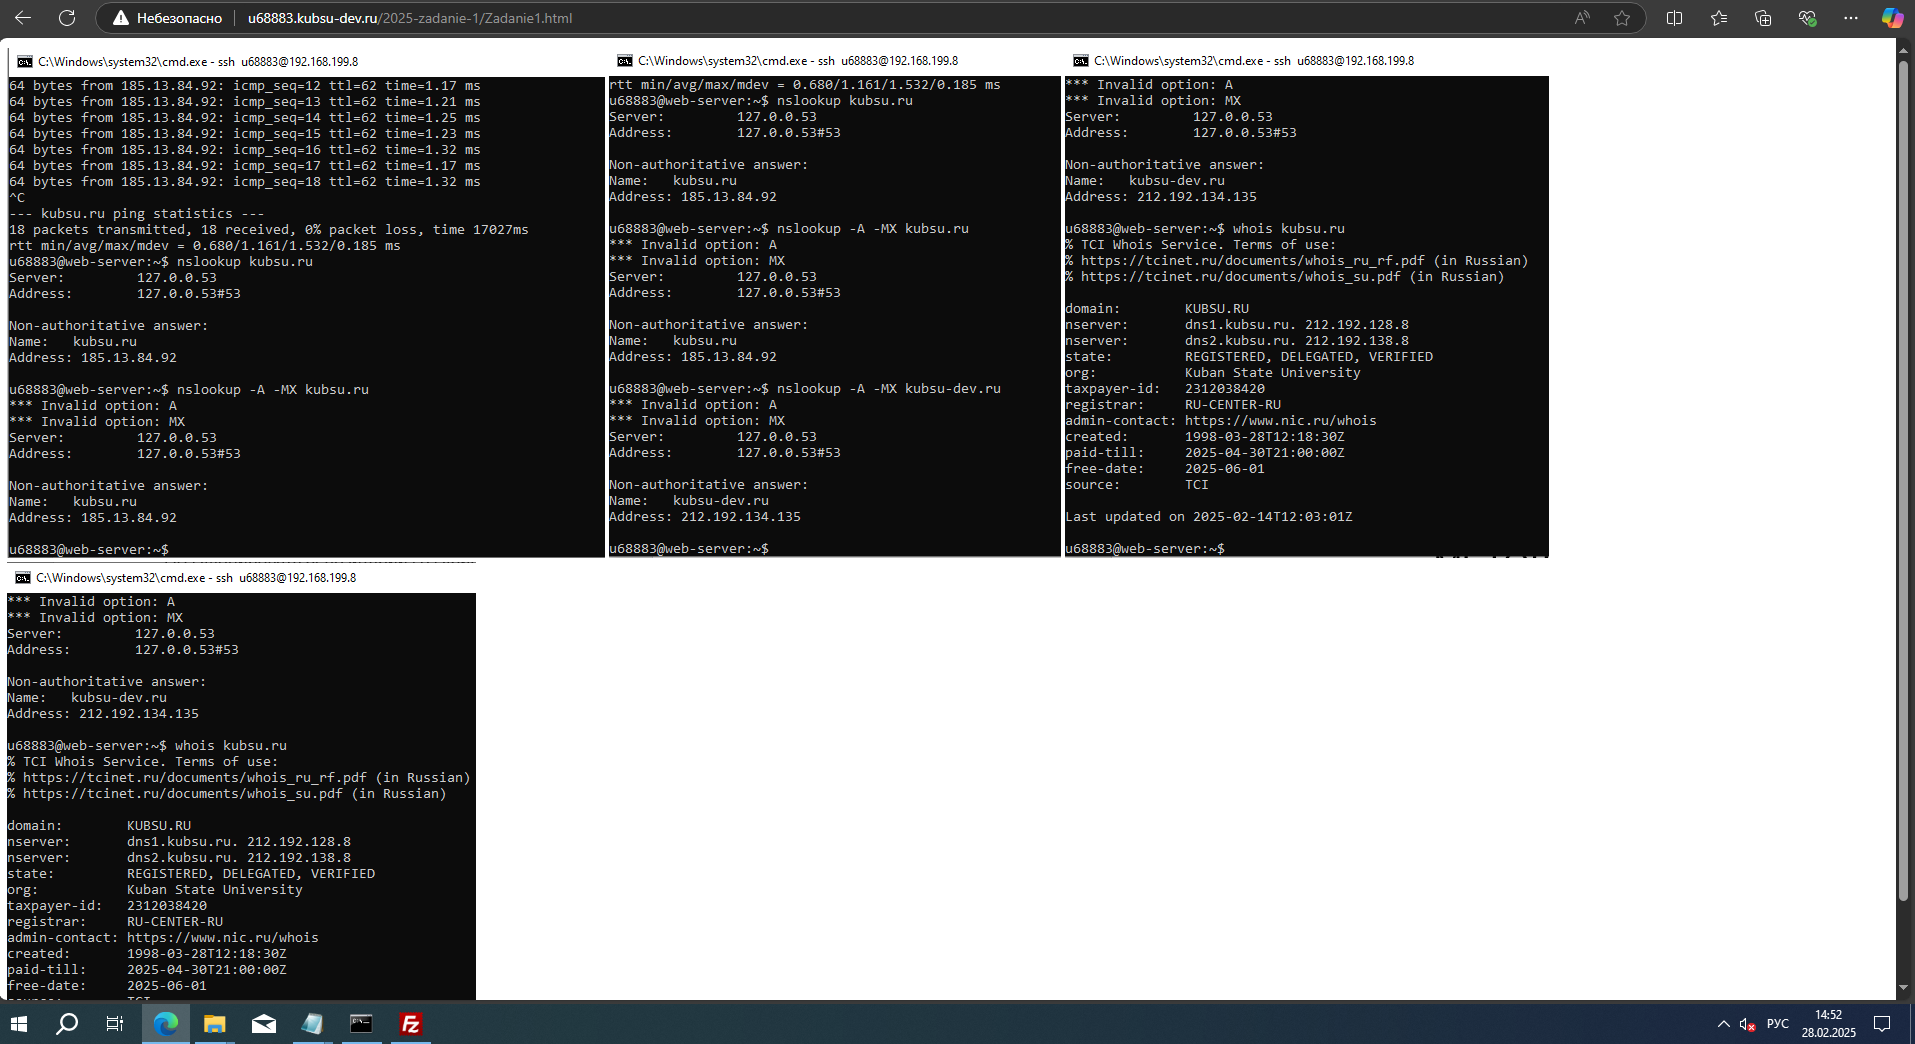 Небезопасно
u68883.kubsu-dev.ru/2025-zadanie-1/Zadanie1.html
C:\Windows\system32\cmd.exe - ssh u68883@192.168.199.8
64 bytes from 185.13.84.92: icmp_seq=12 ttl=62 time=1.17 ms
64 bytes from 185.13.84.92: icmp_seq=13 ttl=62 time=1.21 ms
64 bytes from 185.13.84.92: icmp_seq=14 ttl=62 time=1.25 ms
64 bytes from 185.13.84.92: icmp_seq=15 ttl=62 time=1.23 ms
64 bytes from 185.13.84.92: icmp_seq=16 ttl=62 time=1.32 ms
64 bytes from 185.13.84.92: icmp_seq=17 ttl=62 time=1.17 ms
64 bytes from 185.13.84.92: icmp_seq=18 ttl=62 time=1.32 ms
^C
--- kubsu.ru ping statistics ---
18 packets transmitted, 18 received, 0% packet loss, time 17027ms
rtt min/avg/max/mdev = 0.680/1.161/1.532/0.185 ms
u68883@web-server:~$ nslookup kubsu.ru
Server: 127.0.0.53
Address: 127.0.0.53#53
Non-authoritative answer:
Name: kubsu.ru
Address: 185.13.84.92
u68883@web-server:~$ nslookup -A -MX kubsu.ru
*** Invalid option: A
*** Invalid option: MX
Server: 127.0.0.53
Address: 127.0.0.53#53
Non-authoritative answer:
Name: kubsu.ru
Address: 185.13.84.92
u68883@web-server:~$
C:\Windows\system32\cmd.exe - ssh u68883@192.168.199.8
rtt min/avg/max/mdev = 0.680/1.161/1.532/0.185 ms
u68883@web-server:~$ nslookup kubsu.ru
Server: 127.0.0.53
Address: 127.0.0.53#53
Non-authoritative answer:
Name: kubsu.ru
Address: 185.13.84.92
u68883@web-server:~$ nslookup -A -MX kubsu.ru
*** Invalid option: A
*** Invalid option: MX
Server: 127.0.0.53
Address: 127.0.0.53#53
Non-authoritative answer:
Name: kubsu.ru
Address: 185.13.84.92
u68883@web-server:~$ nslookup -A -MX kubsu-dev.ru
*** Invalid option: A
*** Invalid option: MX
Server: 127.0.0.53
Address: 127.0.0.53#53
Non-authoritative answer:
Name: kubsu-dev.ru
Address: 212.192.134.135
u68883@web-server:~$
C:\Windows\system32\cmd.exe - ssh u68883@192.168.199.8
*** Invalid option: A
*** Invalid option: MX
Server: 127.0.0.53
Address: 127.0.0.53#53
Non-authoritative answer:
Name: kubsu-dev.ru
Address: 212.192.134.135
u68883@web-server:~$ whois kubsu.ru
% TCI Whois Service. Terms of use:
% https://tcinet.ru/documents/whois_ru_rf.pdf (in Russian)
% https://tcinet.ru/documents/whois_su.pdf (in Russian)
domain: KUBSU.RU
nserver: dns1.kubsu.ru. 212.192.128.8
nserver: dns2.kubsu.ru. 212.192.138.8
state: REGISTERED, DELEGATED, VERIFIED
org: Kuban State University
taxpayer-id: 2312038420
registrar: RU-CENTER-RU
admin-contact: https://www.nic.ru/whois
created: 1998-03-28T12:18:30Z
paid-till: 2025-04-30T21:00:00Z
free-date: 2025-06-01
source: TCI
Last updated on 2025-02-14T12:03:01Z
u68883@web-server:~$
C:\Windows\system32\cmd.exe - ssh u68883@192.168.199.8
*** Invalid option: A
*** Invalid option: MX
Server: 127.0.0.53
Address: 127.0.0.53#53
Non-authoritative answer:
Name: kubsu-dev.ru
Address: 212.192.134.135
u68883@web-server:~$ whois kubsu.ru
% TCI Whois Service. Terms of use:
% https://tcinet.ru/documents/whois_ru_rf.pdf (in Russian)
% https://tcinet.ru/documents/whois_su.pdf (in Russian)
domain: KUBSU.RU
nserver: dns1.kubsu.ru. 212.192.128.8
nserver: dns2.kubsu.ru. 212.192.138.8
state: REGISTERED, DELEGATED, VERIFIED
org: Kuban State University
taxpayer-id: 2312038420
registrar: RU-CENTER-RU
admin-contact: https://www.nic.ru/whois
created: 1998-03-28T12:18:30Z
paid-till: 2025-04-30T21:00:00Z
free-date: 2025-06-01
РУС
14:52
28.02.2025